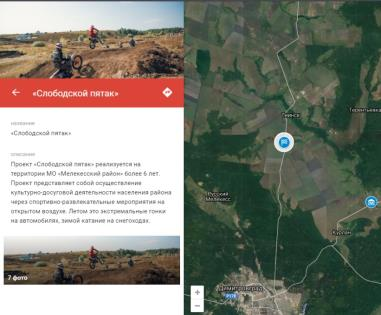 «Слободской пятак»
название
«Слободской пятак»
описание
Проект «Слободской пятак» реализуется на
территории МО «Мелекесский район» более 6 лет.
Проект представляет собой осуществление
культурно-досуговой деятельности населения района
через спортивно-развлекательные мероприятия на
открытом воздухе. Летом это экстремальные гонки
на автомобилях, зимой катание на снегоходах.
7 фото
Тиинск
Терентьевка
Русский
Мелекесс
Курлан
Димитровград
Р178
+
−